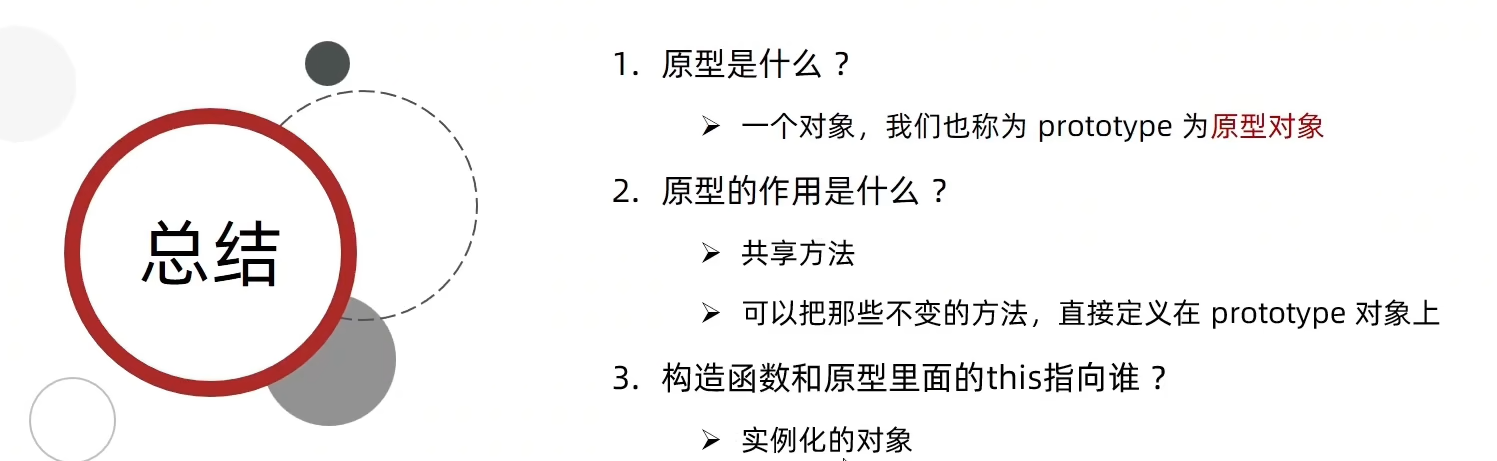 总结
1. 原型是什么？
➢ 一个对象，我们也称为 prototype 为原型对象
2. 原型的作用是什么？
➢ 共享方法
➢ 可以把那些不变的方法，直接定义在 prototype 对象上
3. 构造函数和原型里面的this指向谁？
➢ 实例化的对象